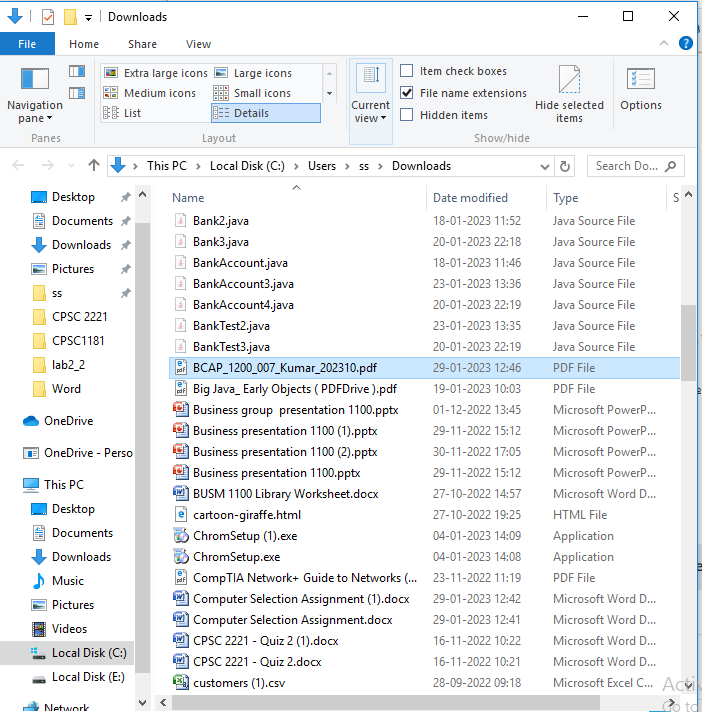 Downloads
File Home Share View
Navigation pane
Panes
Extra large icons Large icons
Medium icons Small icons
List Details
Layout
Current view
Item check boxes
File name extensions
Hidden items
Hide selected items
Show/hide
Options
This PC Local Disk (C:) Users ss Downloads
Search Do...
Desktop
Documents
Downloads
Pictures
ss
CPSC 2221
CPSC1181
lab2_2
Word
OneDrive
OneDrive - Perso
This PC
Desktop
Documents
Downloads
Music
Pictures
Videos
Local Disk (C:)
Local Disk (E:)
Network
Name Date modified Type S
Bank2.java 18-01-2023 11:52 Java Source File
Bank3.java 20-01-2023 22:18 Java Source File
BankAccount.java 18-01-2023 11:46 Java Source File
BankAccount3.java 23-01-2023 13:36 Java Source File
BankAccount4.java 20-01-2023 22:19 Java Source File
BankTest2.java 23-01-2023 13:35 Java Source File
BankTest3.java 20-01-2023 22:19 Java Source File
BCAP_1200_007_Kumar_202310.pdf 29-01-2023 12:46 PDF File
Big Java_ Early Objects ( PDFDrive ).pdf 19-01-2023 10:03 PDF File
Business group presentation 1100.pptx 01-12-2022 13:45 Microsoft PowerP...
Business presentation 1100 (1).pptx 29-11-2022 15:12 Microsoft PowerP...
Business presentation 1100 (2).pptx 30-11-2022 17:05 Microsoft PowerP...
Business presentation 1100.pptx 29-11-2022 15:12 Microsoft PowerP...
BUSM 1100 Library Worksheet.docx 27-10-2022 14:57 Microsoft Word D...
cartoon-giraffe.html 27-10-2022 19:25 HTML File
ChromSetup (1).exe 04-01-2023 14:09 Application
ChromSetup.exe 04-01-2023 14:08 Application
CompTIA Network+ Guide to Networks (... 23-11-2022 11:19 PDF File
Computer Selection Assignment (1).docx 29-01-2023 12:42 Microsoft Word D...
Computer Selection Assignment.docx 29-01-2023 12:41 Microsoft Word D...
CPSC 2221 - Quiz 2 (1).docx 16-11-2022 10:22 Microsoft Word D...
CPSC 2221 - Quiz 2.docx 16-11-2022 10:21 Microsoft Word D...
customers (1).csv 28-09-2022 09:18 Microsoft Excel C...
Activ
Go to